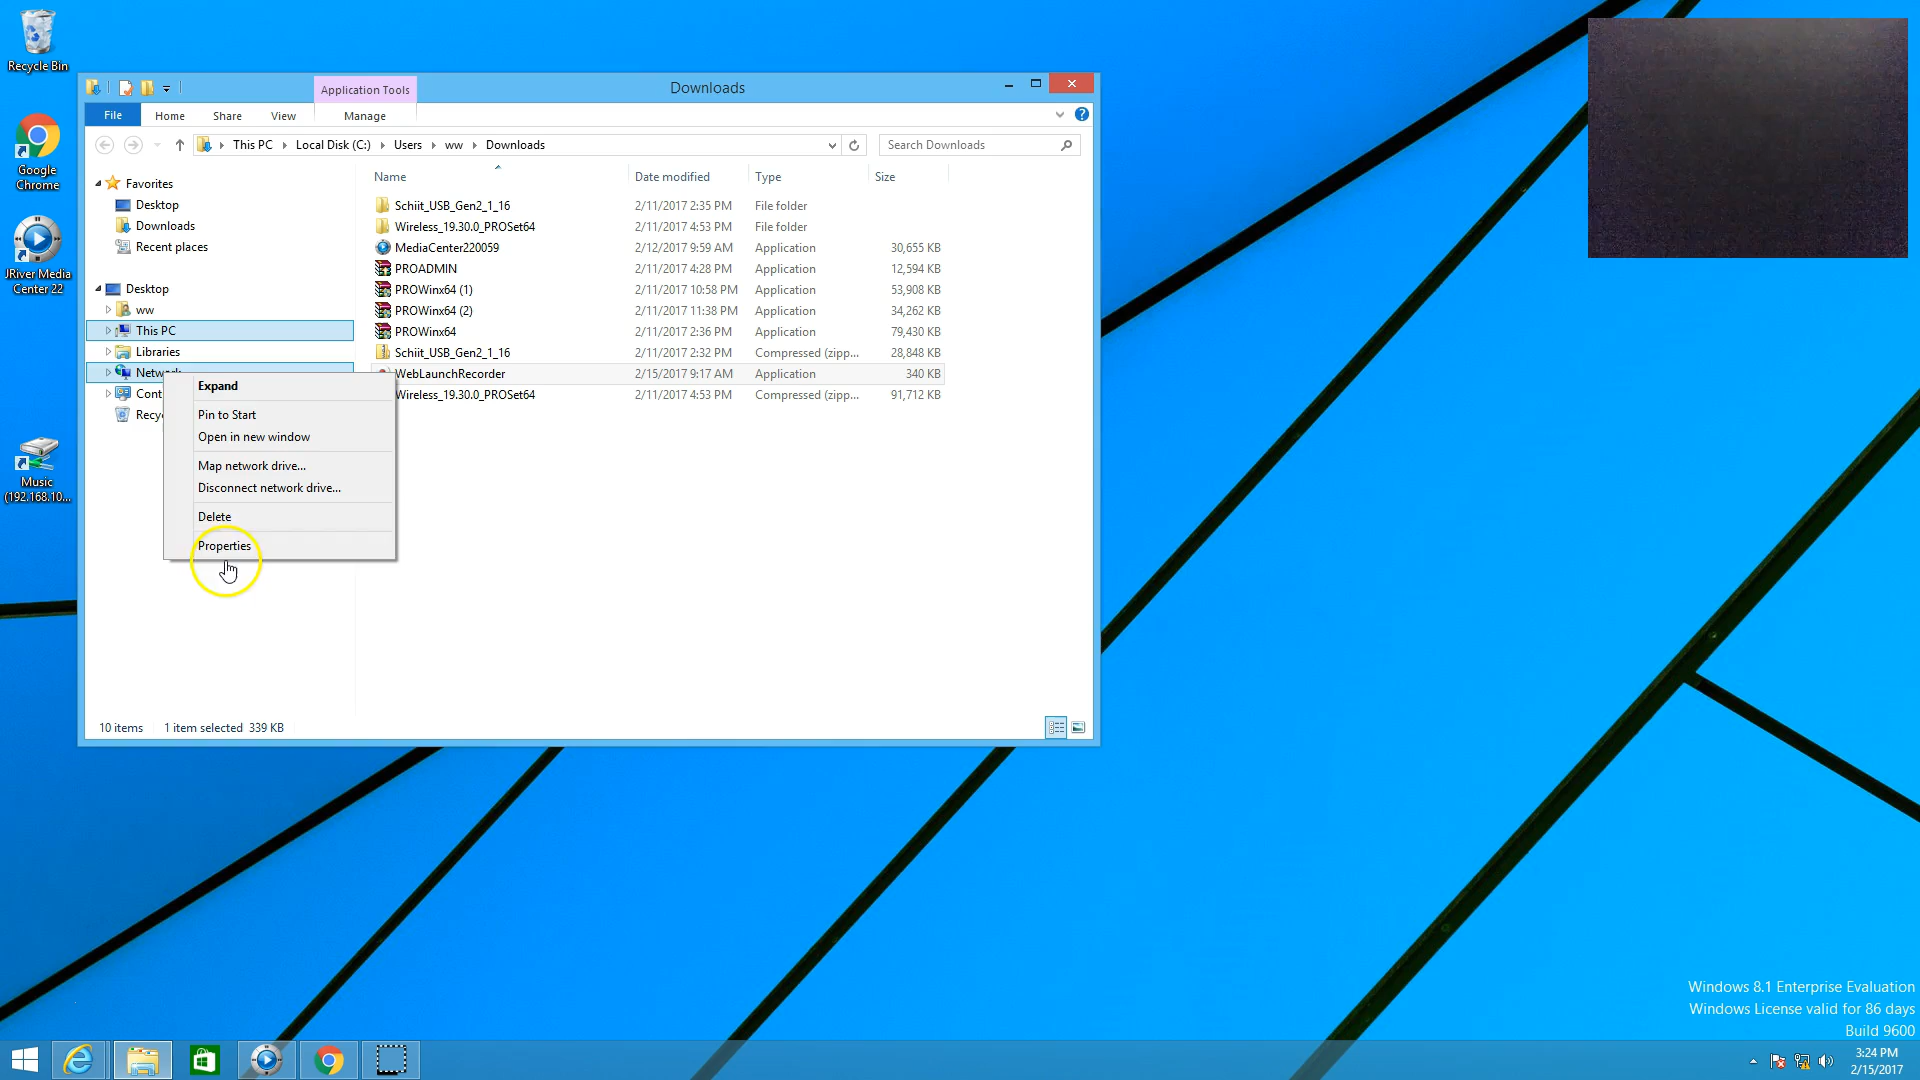 Recycle Bin
Google
Chrome
JRiver Media
Center 22
Music
(192.168.10...
Downloads
Application Tools
File
Home
Share
View
Manage
This PC
Local Disk (C:)
Users
ww
Downloads
Search Downloads
Favorites
Desktop
Downloads
Recent places
Desktop
ww
This PC
Libraries
Network
Cont
Recy
Name
Date modified
Type
Size
Schiit_USB_Gen2_1_16 2/11/2017 2:35 PM File folder
Wireless_19.30.0_PROSet64 2/11/2017 4:53 PM File folder
MediaCenter220059 2/12/2017 9:59 AM Application 30,655 KB
PROADMIN 2/11/2017 4:28 PM Application 12,594 KB
PROWinx64 (1) 2/11/2017 10:58 PM Application 53,908 KB
PROWinx64 (2) 2/11/2017 11:38 PM Application 34,262 KB
PROWinx64 2/11/2017 2:36 PM Application 79,430 KB
Schiit_USB_Gen2_1_16 2/11/2017 2:32 PM Compressed (zipp... 28,848 KB
WebLaunchRecorder 2/15/2017 9:17 AM Application 340 KB
Wireless_19.30.0_PROSet64 2/11/2017 4:53 PM Compressed (zipp... 91,712 KB
Expand
Pin to Start
Open in new window
Map network drive...
Disconnect network drive...
Delete
Properties
10 items 1 item selected 339 KB
Windows 8.1 Enterprise Evaluation
Windows License valid for 86 days
Build 9600
3:24 PM
2/15/2017